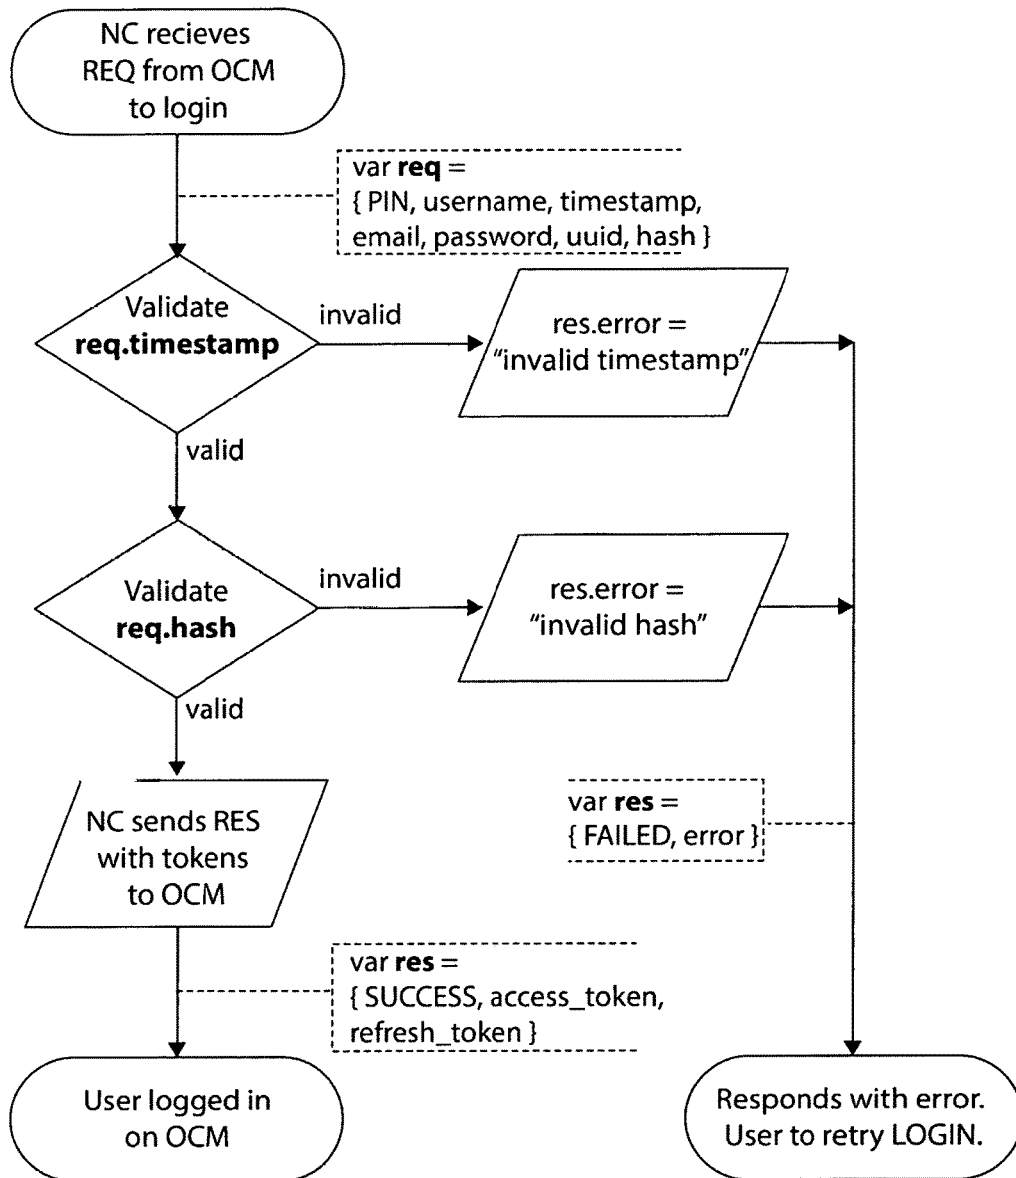 NC recieves
REQ from OCM
to login
var req =
{ PIN, username, timestamp,
email, password, uuid, hash }
Validate
req.timestamp
invalid
res.error =
“invalid timestamp”
valid
Validate
req.hash
invalid
res.error =
“invalid hash”
valid
NC sends RES
with tokens
to OCM
var res =
{ FAILED, error }
var res =
{ SUCCESS, access_token,
refresh_token }
User logged in
on OCM
Responds with error.
User to retry LOGIN.